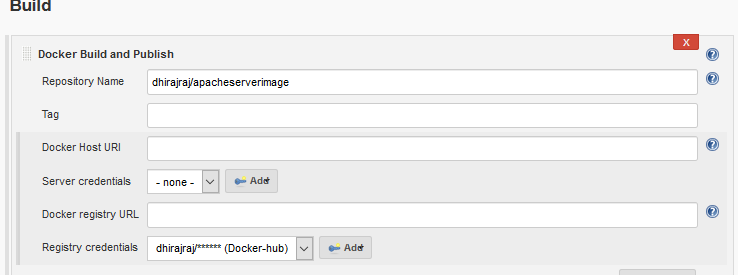 Build
X
Docker Build and Publish
Repository Name dhirajraj/apacheserverimage
Tag
Docker Host URI
Server credentials - none - Add
Docker registry URL
Registry credentials dhirajraj/****** (Docker-hub) Add